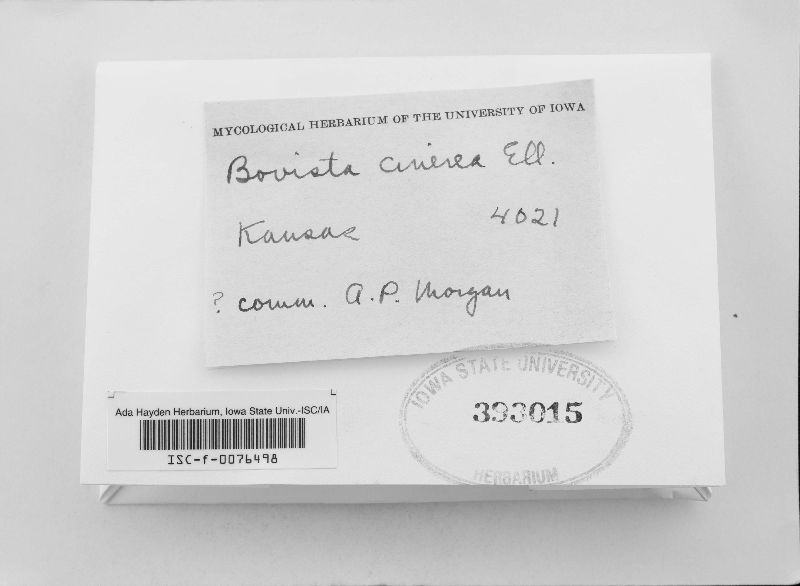 MYCOLOGICAL HERBARIUM OF THE UNIVERSITY OF IOWA
Bovista cinerea Ell.
Kansas 4021
? comm. A.P. Morgan
IOWA STATE UNIVERSITY
393015
HERBARIUM
Ada Hayden Herbarium, Iowa State Univ.-ISC/IA
ISC-f-0076498